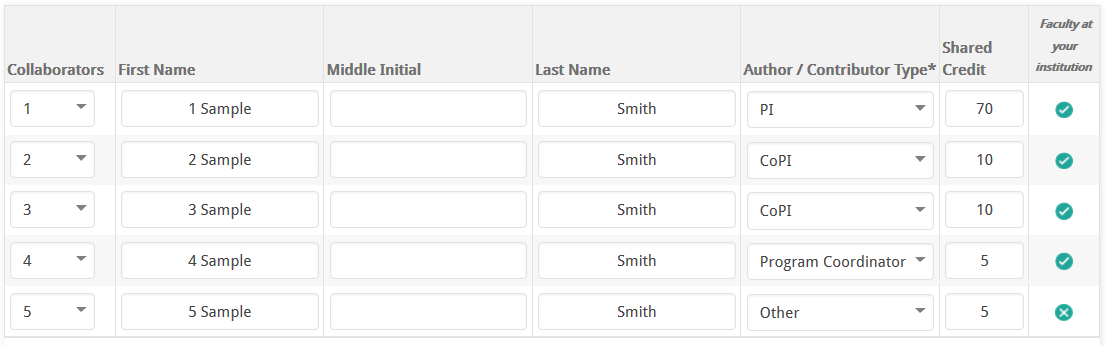 Collaborators First Name Middle Initial Last Name Author / Contributor Type* Shared Credit Faculty at your institution
1 1 Sample Smith PI 70
2 2 Sample Smith CoPI 10
3 3 Sample Smith CoPI 10
4 4 Sample Smith Program Coordinator 5
5 5 Sample Smith Other 5